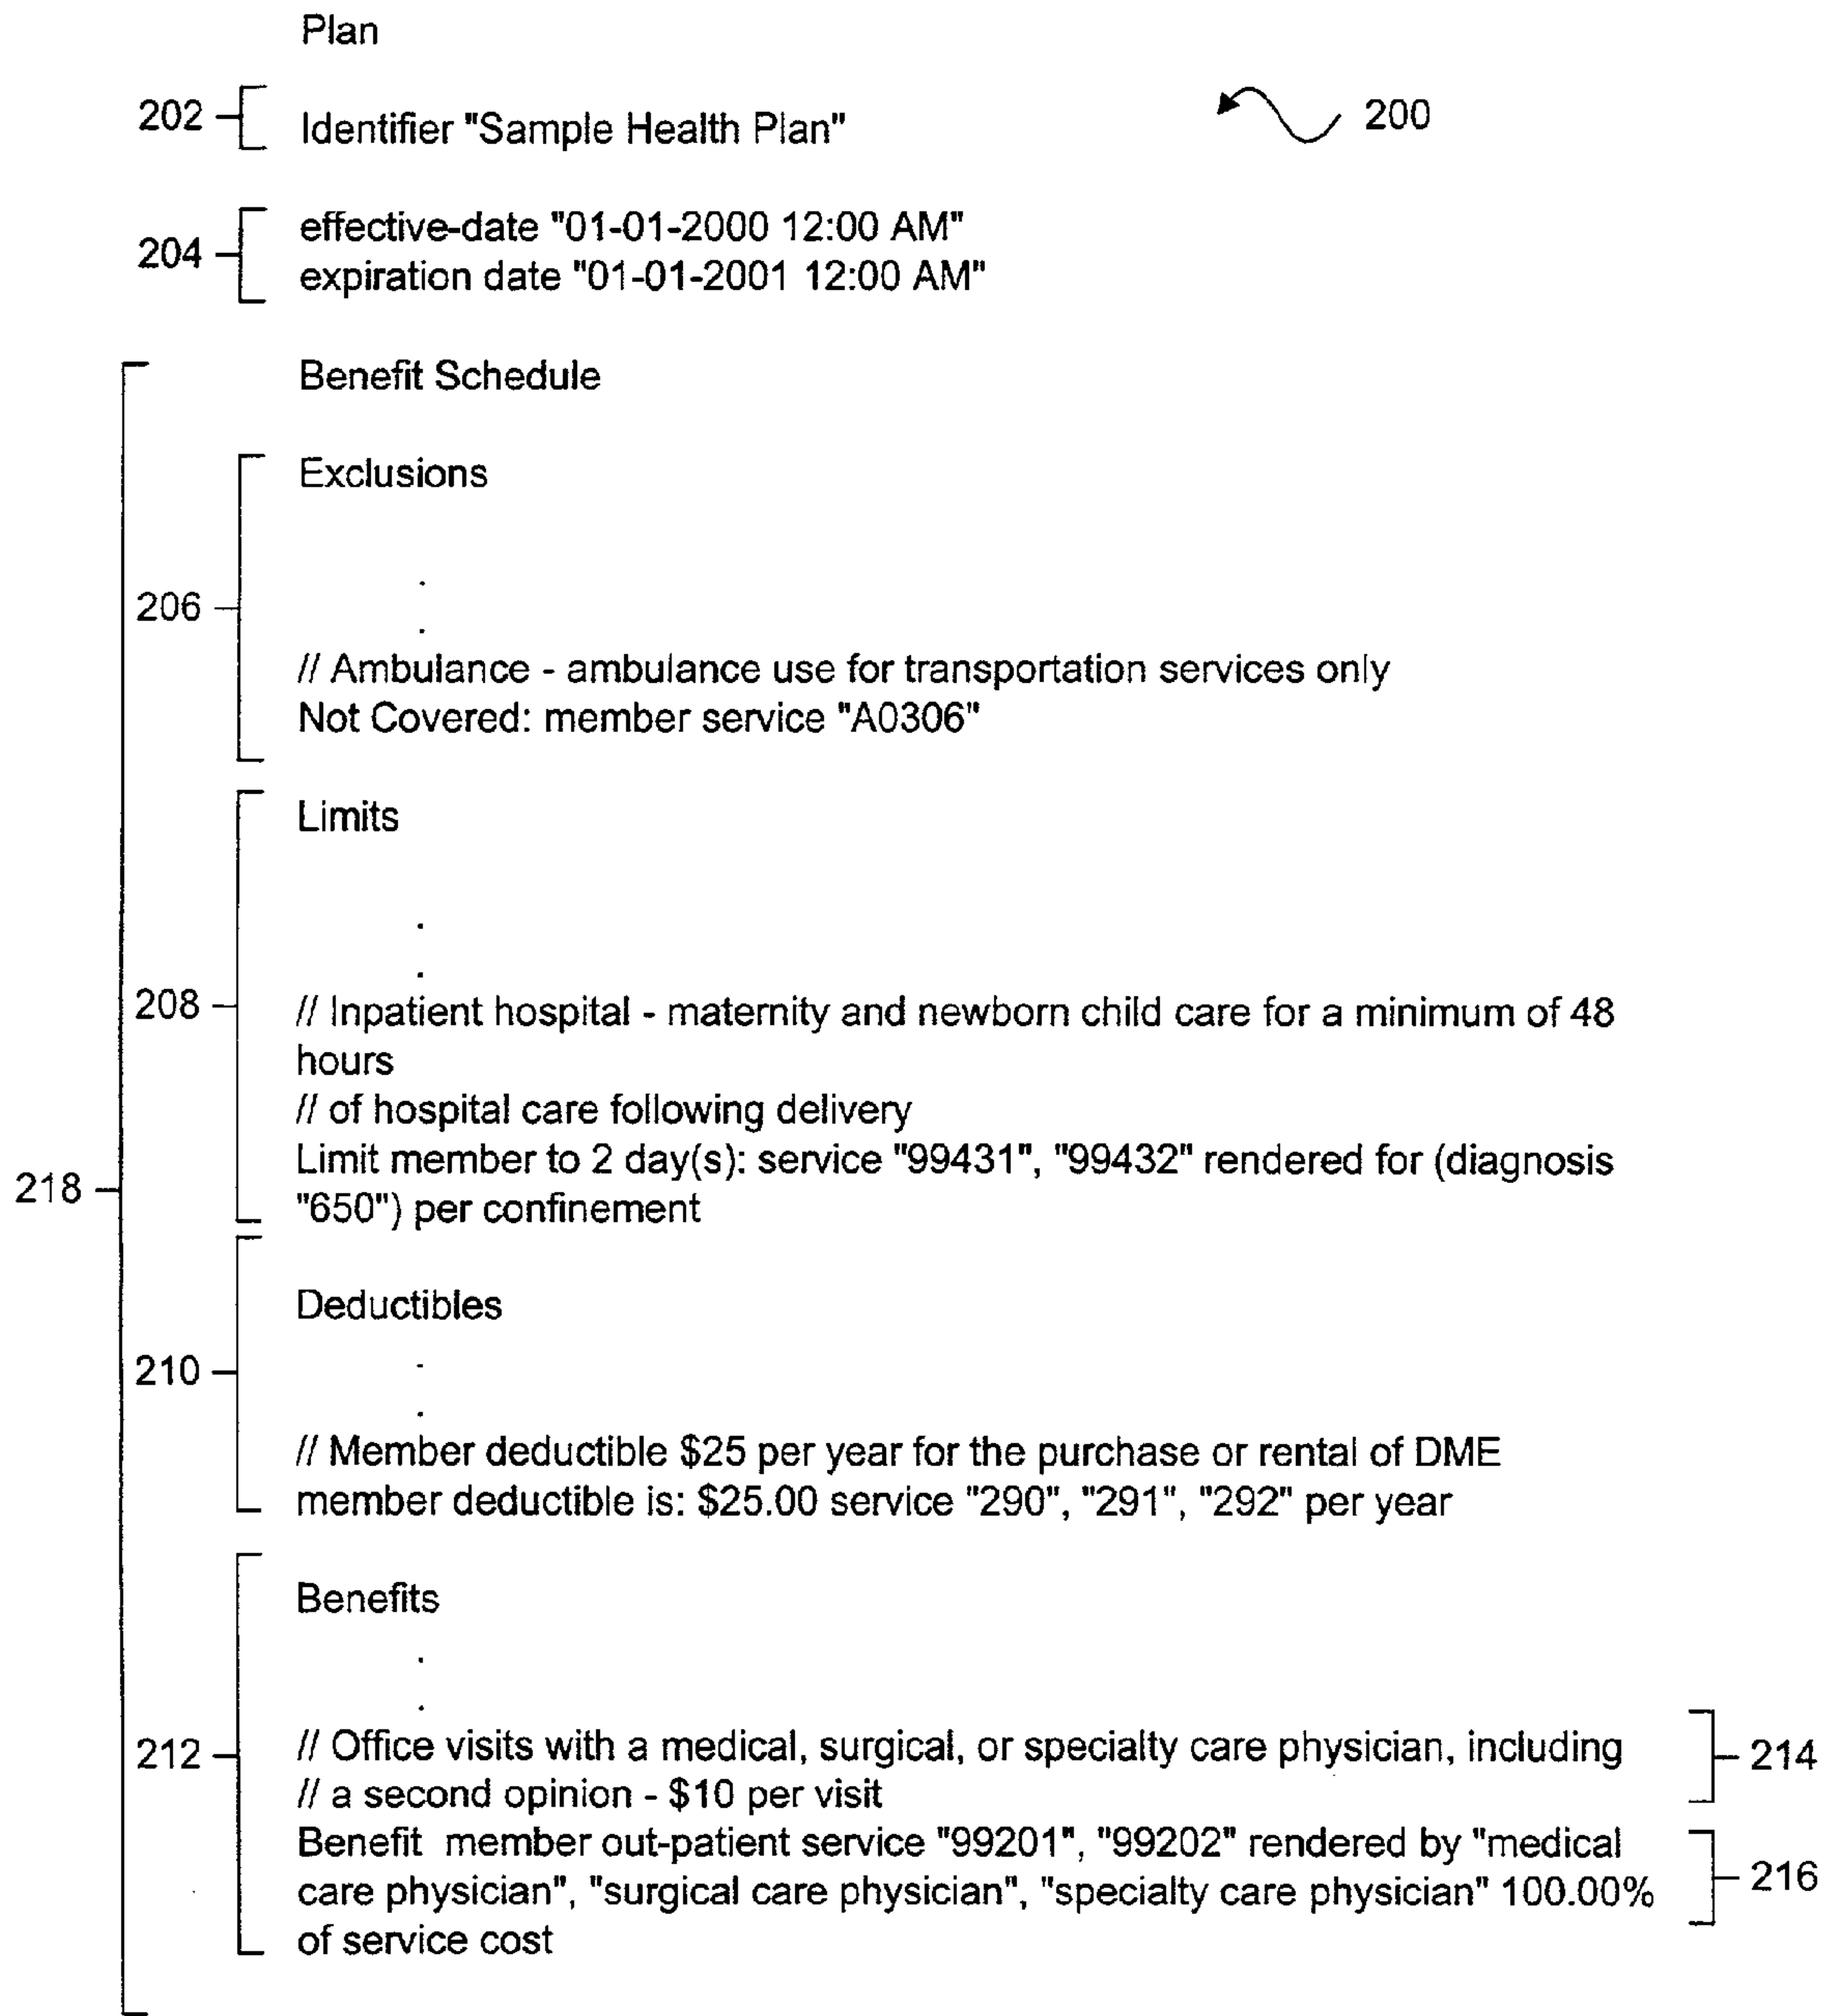 Plan
202
Identifier "Sample Health Plan"
200
204
effective-date "01-01-2000 12:00 AM"
expiration date "01-01-2001 12:00 AM"
Benefit Schedule
Exclusions
.
206
.
// Ambulance - ambulance use for transportation services only
Not Covered: member service "A0306"
Limits
.
.
208
// Inpatient hospital - maternity and newborn child care for a minimum of 48
hours
// of hospital care following delivery
Limit member to 2 day(s): service "99431", "99432" rendered for (diagnosis
218
"650") per confinement
Deductibles
.
210
.
// Member deductible $25 per year for the purchase or rental of DME
member deductible is: $25.00 service "290", "291", "292" per year
Benefits
.
.
212
// Office visits with a medical, surgical, or specialty care physician, including
214
// a second opinion - $10 per visit
Benefit member out-patient service "99201", "99202" rendered by "medical
216
care physician", "surgical care physician", "specialty care physician" 100.00%
of service cost